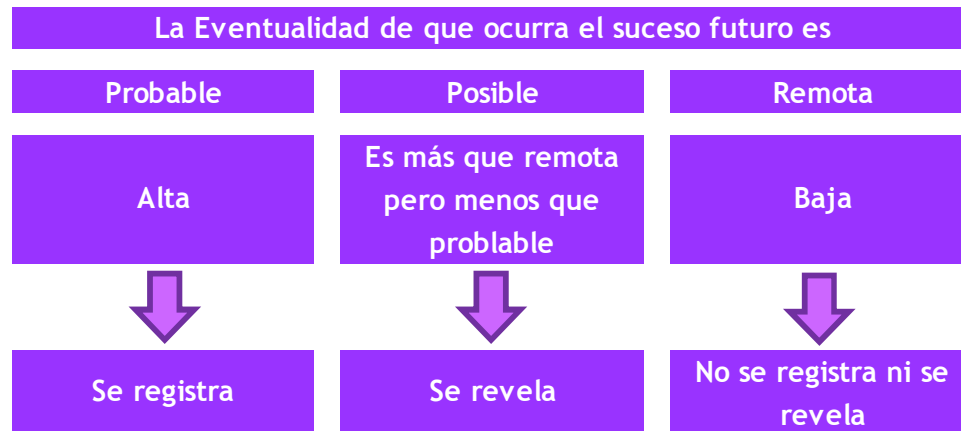 La Eventualidad de que ocurra el suceso futuro es
Probable
Posible
Remota
Alta
Es más que remota
pero menos que
problable
Baja
Se registra
Se revela
No se registra ni se
revela